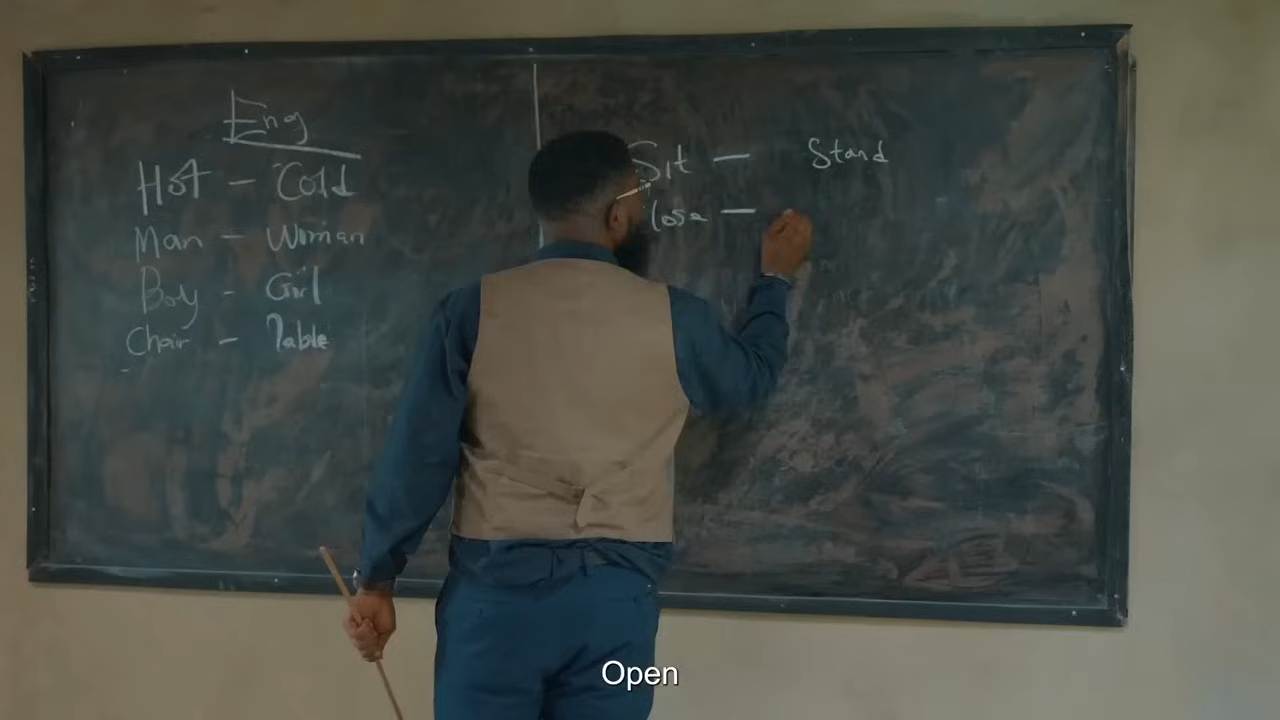 Eng
Hot - Cold
Man - Woman
Boy - Girl
Chair - Table
Sit - Stand
lose -
Open